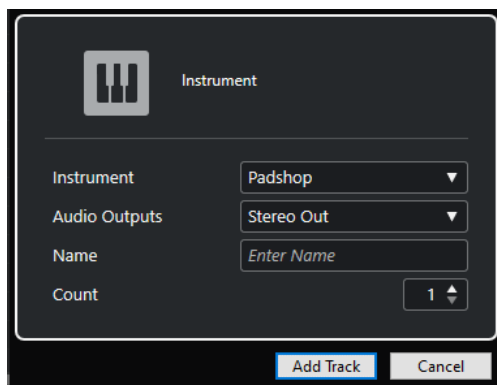 Instrument
Instrument Padshop
Audio Outputs Stereo Out
Name Enter Name
Count 1
Add Track Cancel